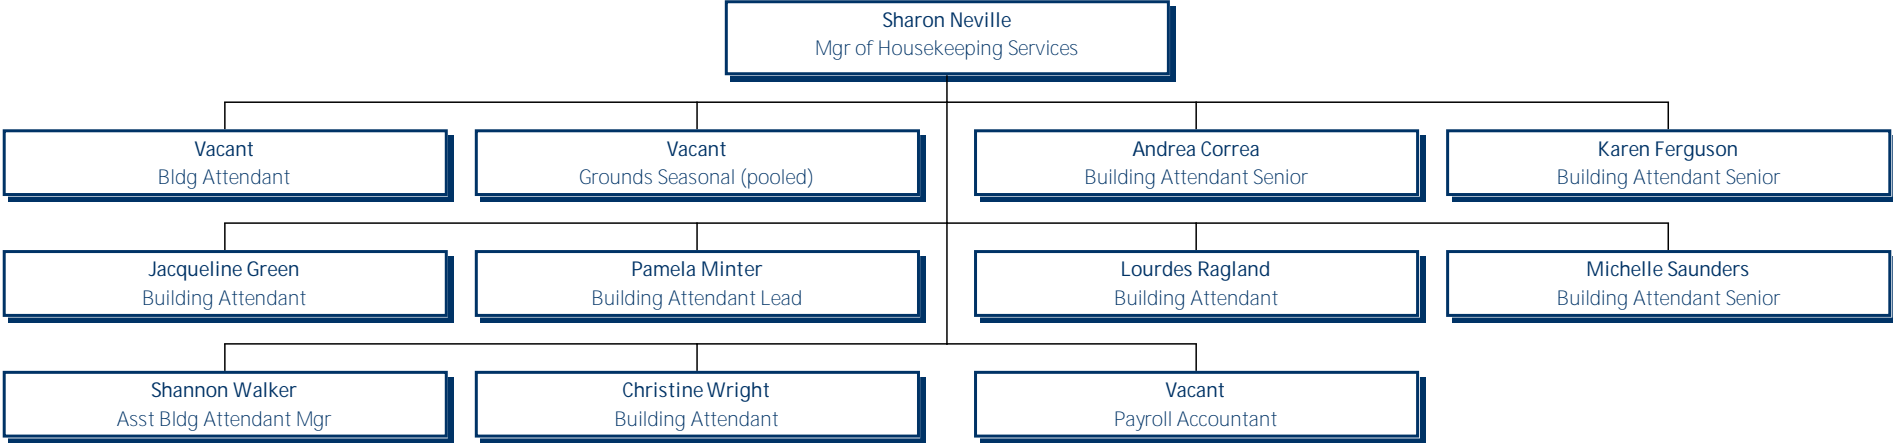 Sharon Neville
Mgr of Housekeeping Services
Vacant
Bldg Attendant
Vacant
Grounds Seasonal (pooled)
Andrea Correa
Building Attendant Senior
Karen Ferguson
Building Attendant Senior
Jacqueline Green
Building Attendant
Pamela Minter
Building Attendant Lead
Lourdes Ragland
Building Attendant
Michelle Saunders
Building Attendant Senior
Shannon Walker
Asst Bldg Attendant Mgr
Christine Wright
Building Attendant
Vacant
Payroll Accountant